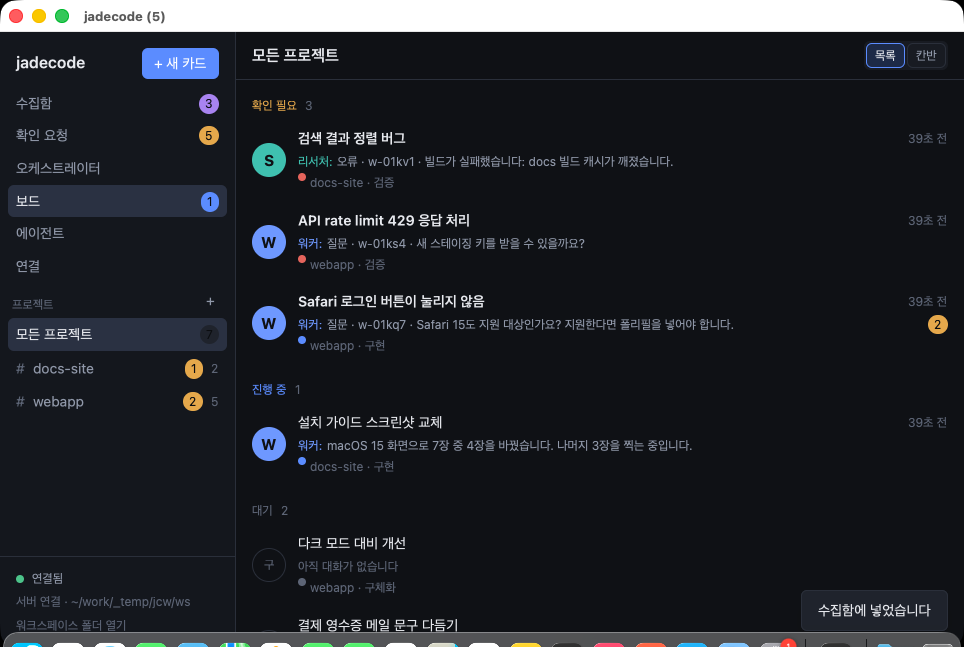 jadecode (5)
jadecode
+ 새 카드
수집함 3
확인 요청 5
오케스트레이터
보드 1
에이전트
연결
프로젝트 +
모든 프로젝트 7
# docs-site 1 2
# webapp 2 5
연결됨
서버 연결 · ~/work/_temp/jcw/ws
워크스페이스 폴더 열기
모든 프로젝트
목록 칸반
확인 필요 3
S
검색 결과 정렬 버그 39초 전
리서처: 오류 · w-01kv1 · 빌드가 실패했습니다: docs 빌드 캐시가 깨졌습니다.
docs-site · 검증
W
API rate limit 429 응답 처리 39초 전
워커: 질문 · w-01ks4 · 새 스테이징 키를 받을 수 있을까요?
webapp · 검증
W
Safari 로그인 버튼이 눌리지 않음 39초 전
워커: 질문 · w-01kq7 · Safari 15도 지원 대상인가요? 지원한다면 폴리필을 넣어야 합니다. 2
webapp · 구현
진행 중 1
W
설치 가이드 스크린샷 교체 39초 전
워커: macOS 15 화면으로 7장 중 4장을 바꿨습니다. 나머지 3장을 찍는 중입니다.
docs-site · 구현
대기 2
구
다크 모드 대비 개선
아직 대화가 없습니다
webapp · 구체화
결제 영수증 메일 문구 다듬기
수집함에 넣었습니다